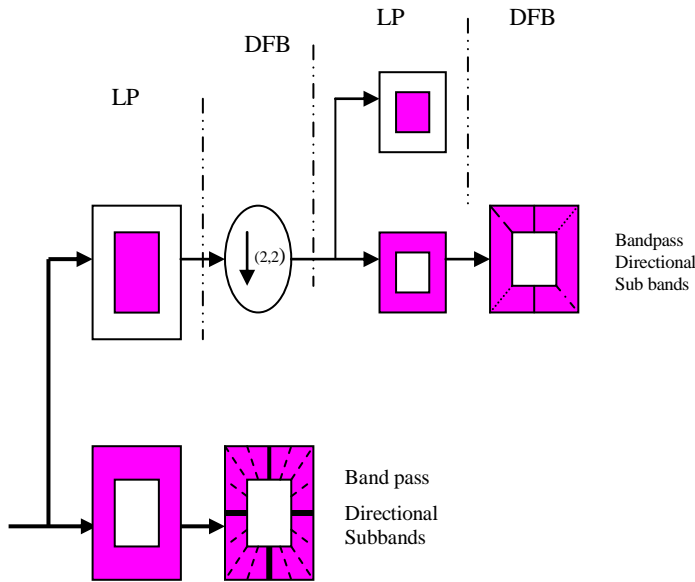 LP
DFB
LP
DFB
(2,2)
Bandpass
Directional
Sub bands
Band pass
Directional
Subbands